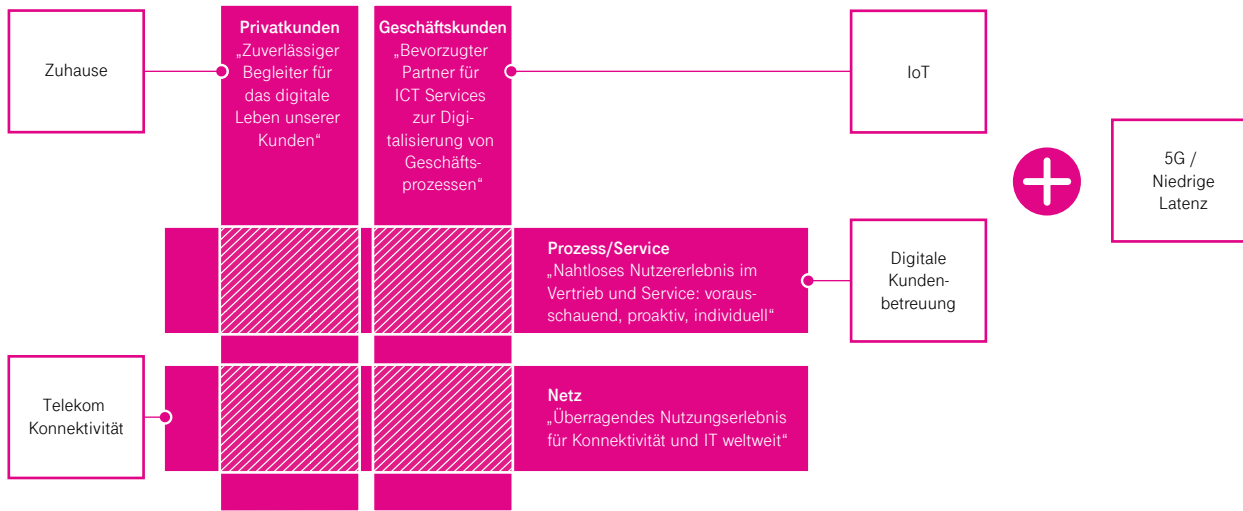 Zuhause
Privatkunden
„Zuverlässiger
Begleiter für
das digitale
Leben unserer
Kunden“
Geschäftskunden
„Bevorzugter
Partner für
ICT Services
zur Digi-
talisierung von
Geschäfts-
prozessen“
IoT
5G /
Niedrige
Latenz
Prozess/Service
„Nahtloses Nutzererlebnis im
Vertrieb und Service: voraus-
schauend, proaktiv, individuell“
Digitale
Kunden-
betreuung
Telekom
Konnektivität
Netz
„Überragendes Nutzungserlebnis
für Konnektivität und IT weltweit“